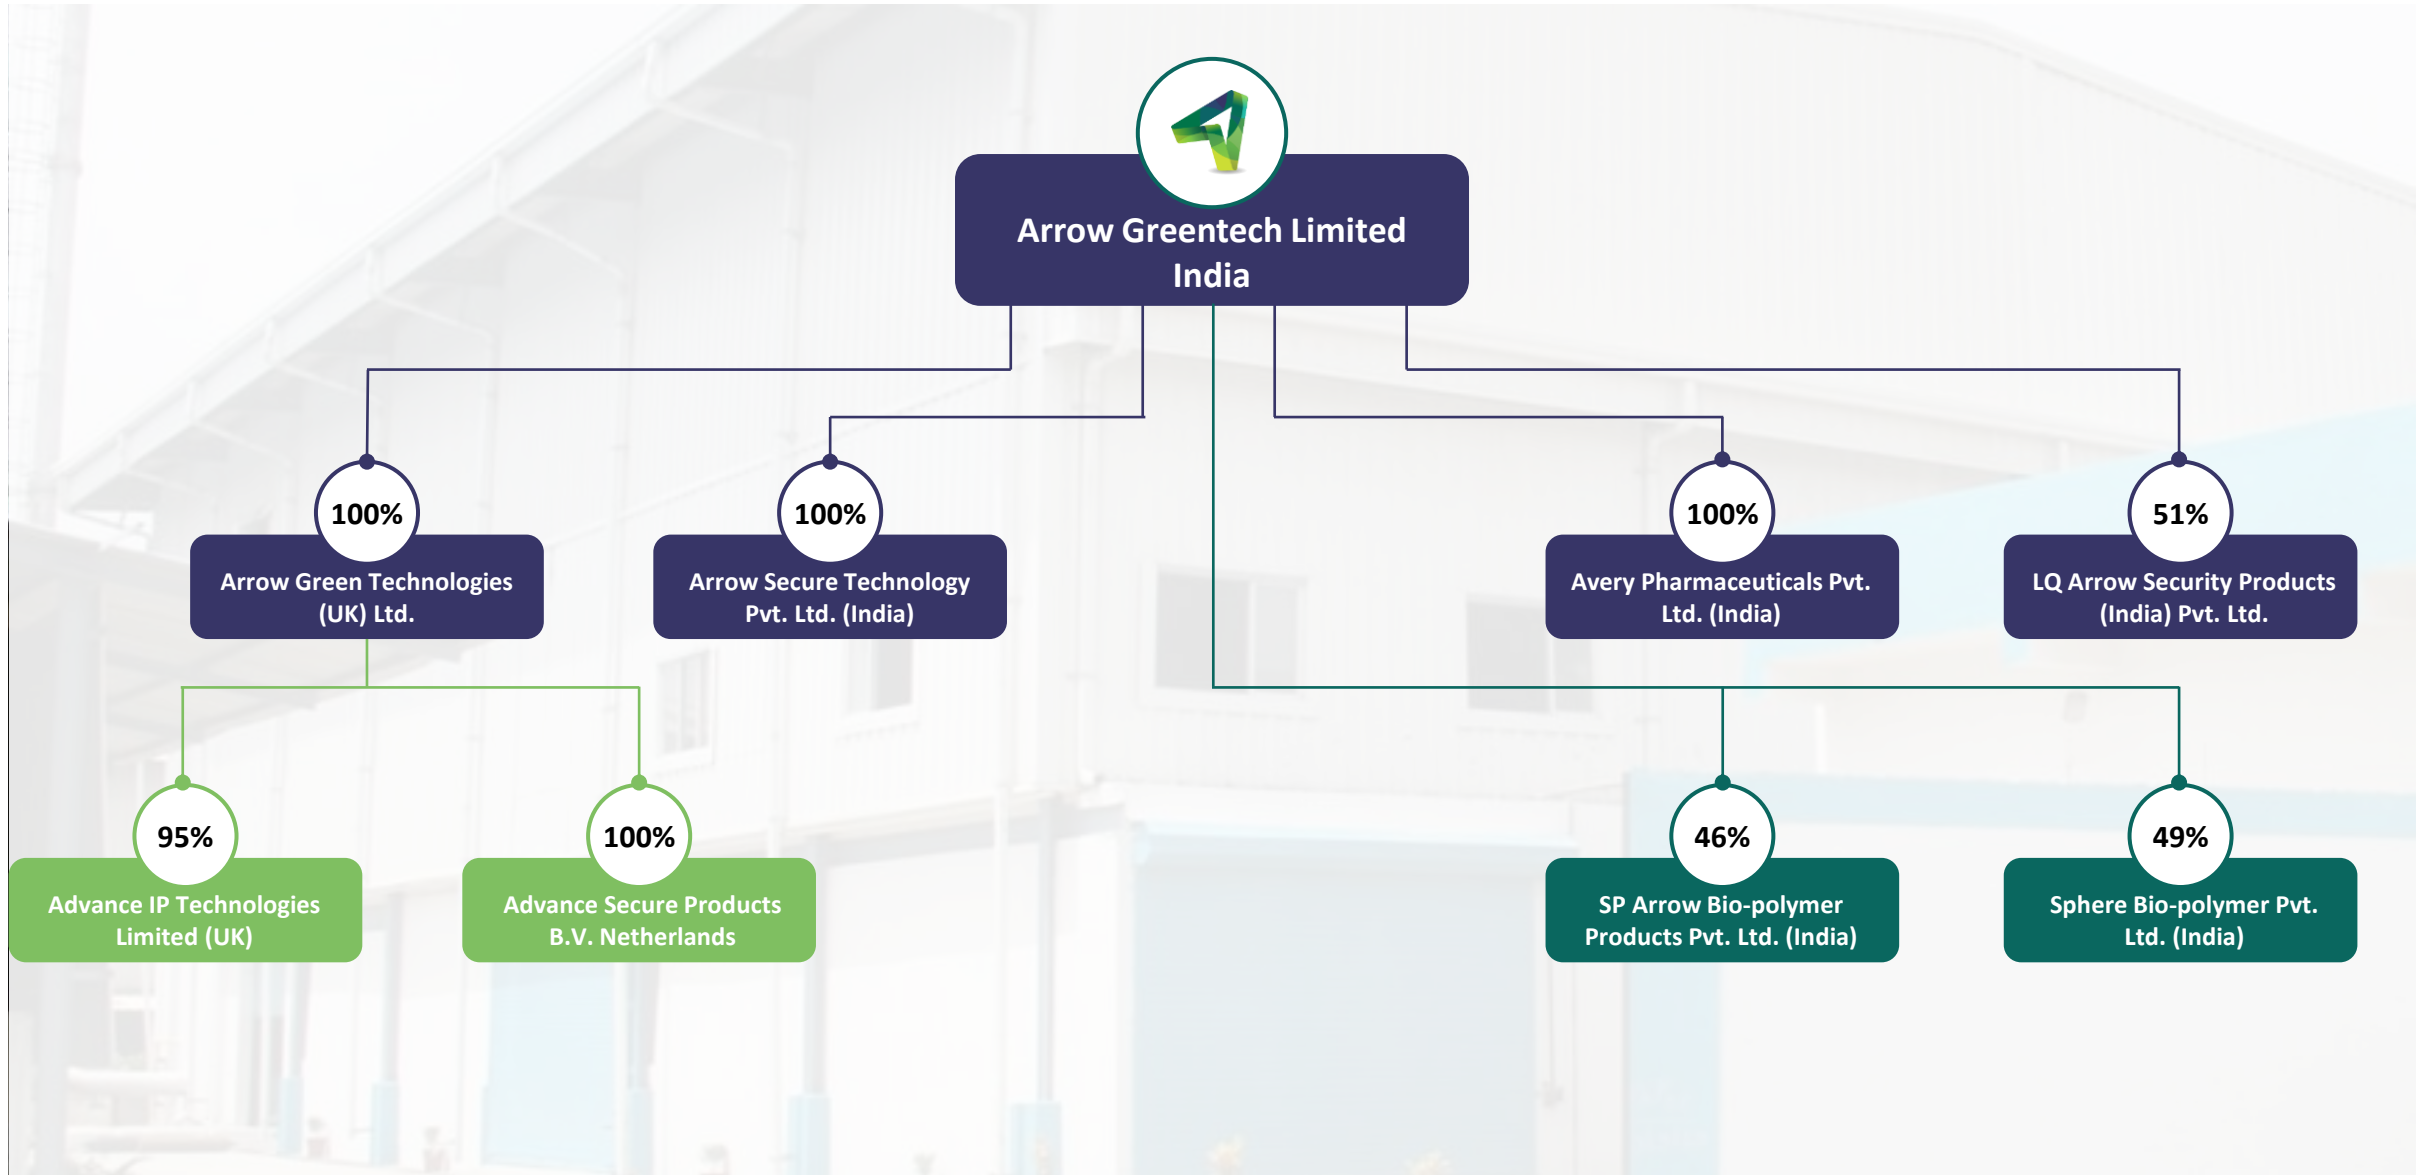 Arrow Greentech Limited
India
100%
Arrow Green Technologies
(UK) Ltd.
100%
Arrow Secure Technology
Pvt. Ltd. (India)
100%
Avery Pharmaceuticals Pvt.
Ltd. (India)
51%
LQ Arrow Security Products
(India) Pvt. Ltd.
95%
Advance IP Technologies
Limited (UK)
100%
Advance Secure Products
B.V. Netherlands
46%
SP Arrow Bio-polymer
Products Pvt. Ltd. (India)
49%
Sphere Bio-polymer Pvt.
Ltd. (India)